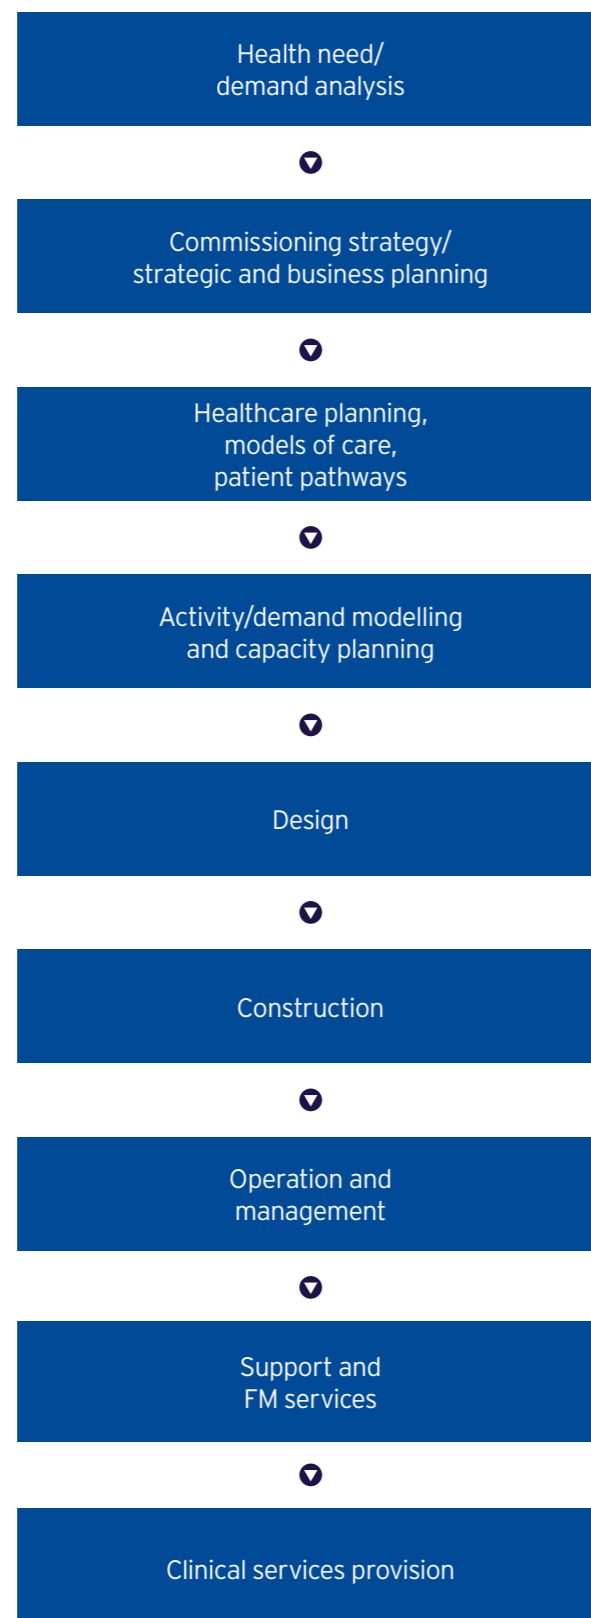 Health need/
demand analysis
Commissioning strategy/
strategic and business planning
Healthcare planning,
models of care,
patient pathways
Activity/demand modelling
and capacity planning
Design
Construction
Operation and
management
Support and
FM services
Clinical services provision